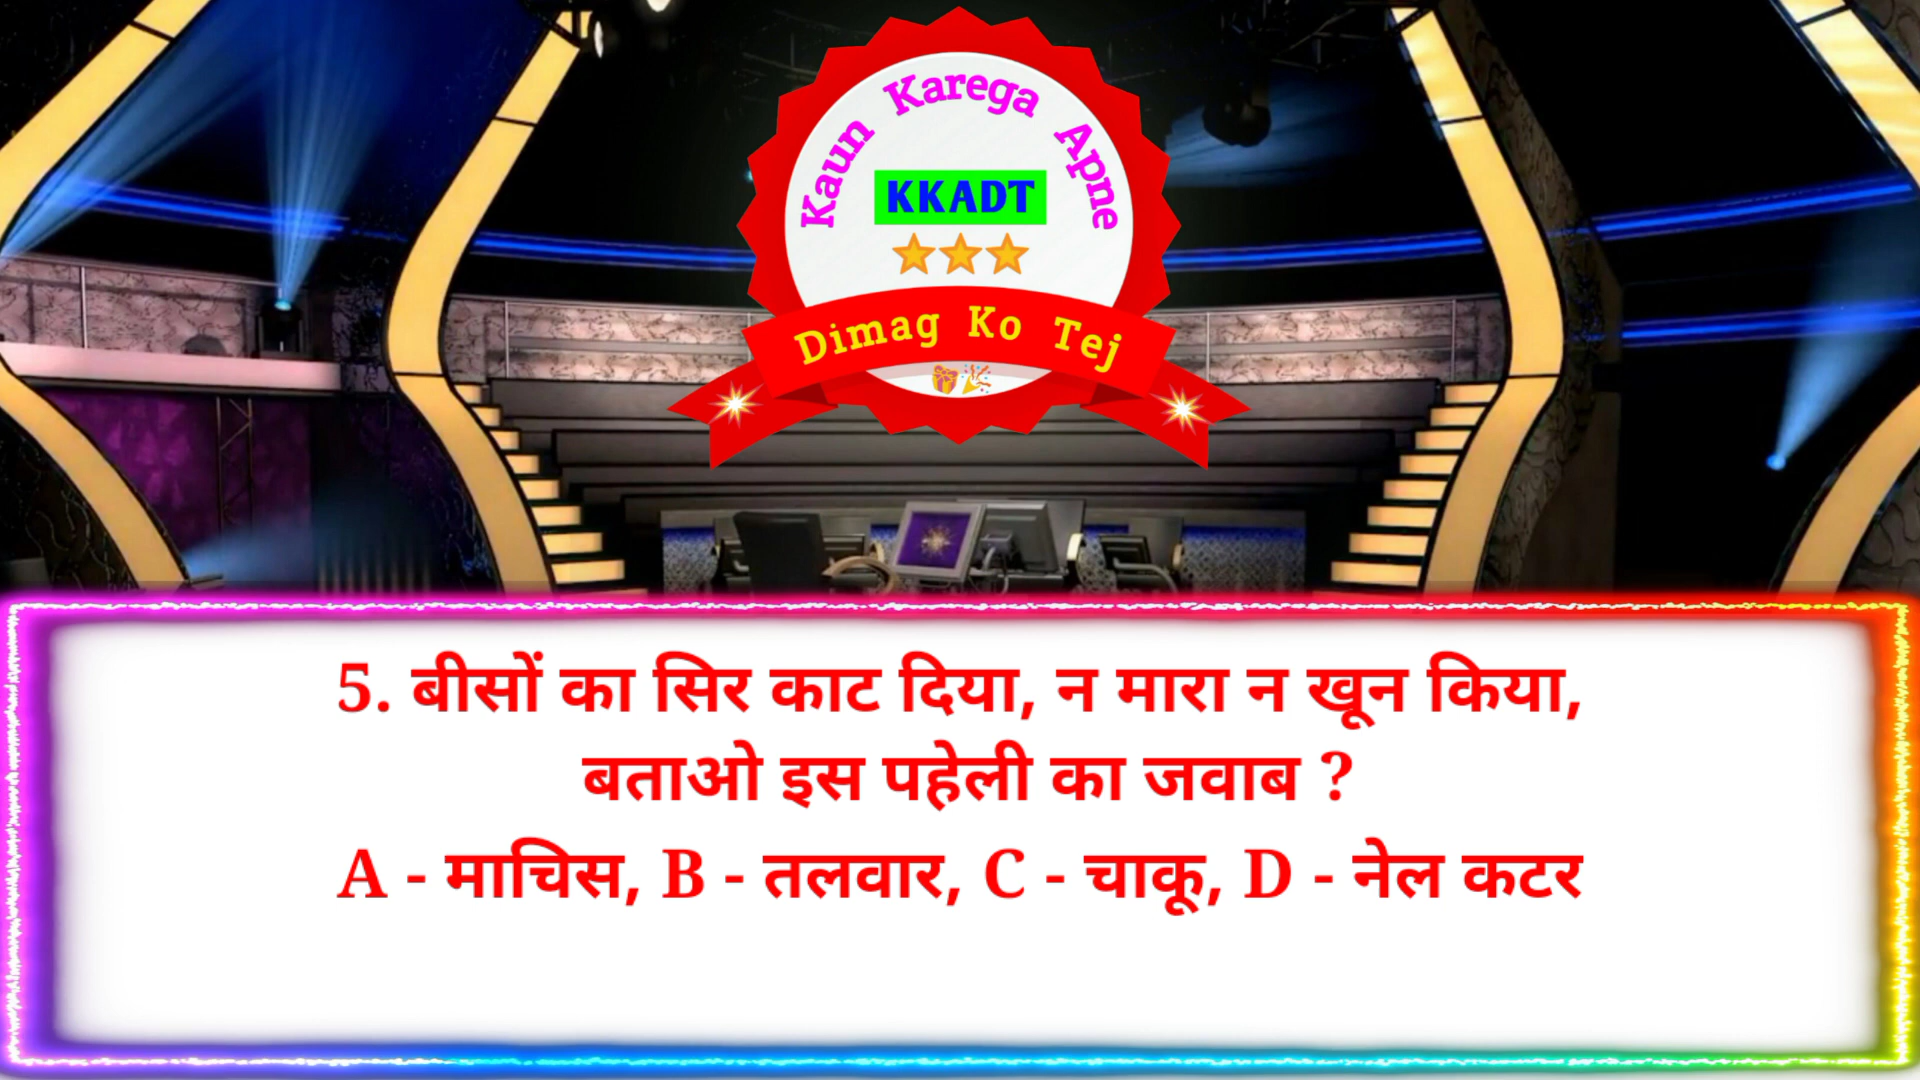 Kaun Karega Apne
KKADT
Dimag Ko Tej
5. बीसों का सिर काट दिया, न मारा न खून किया,
बताओ इस पहेली का जवाब ?
A - माचिस, B - तलवार, C - चाकू, D - नेल कटर